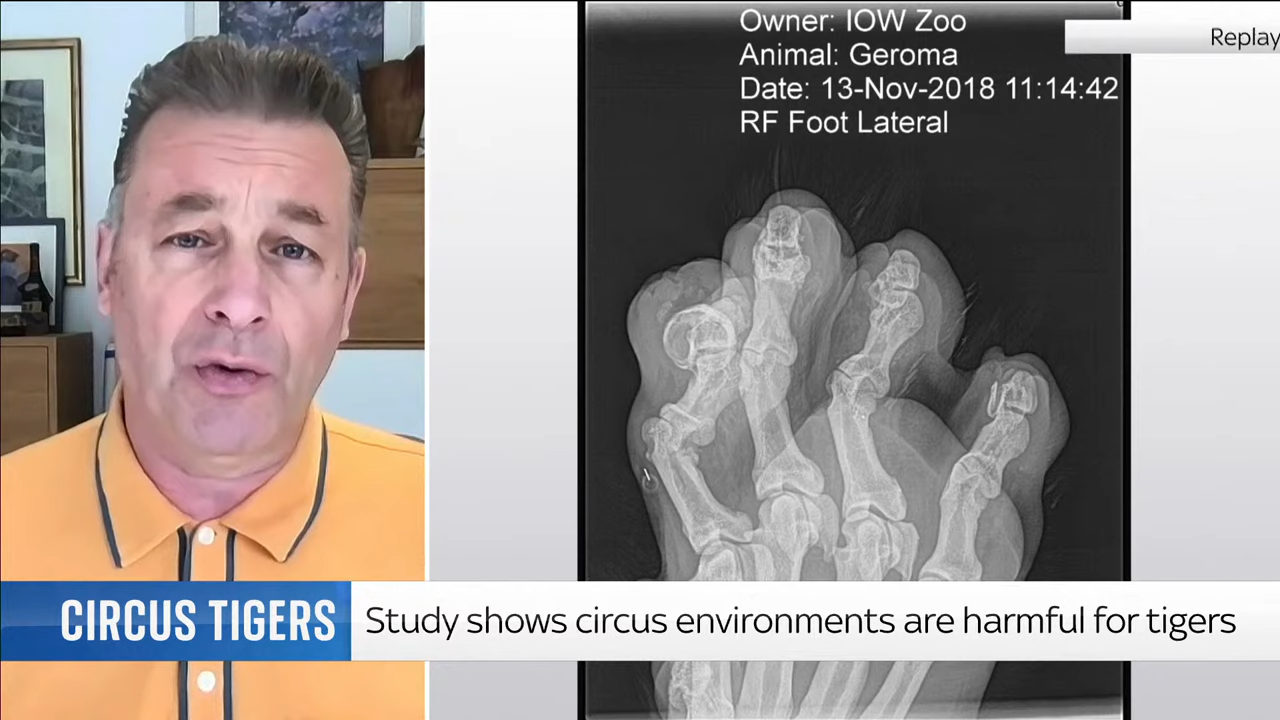 Owner: IOW Zoo
Animal: Geroma
Date: 13-Nov-2018 11:14:42
RF Foot Lateral
Replay
CIRCUS TIGERS
Study shows circus environments are harmful for tigers